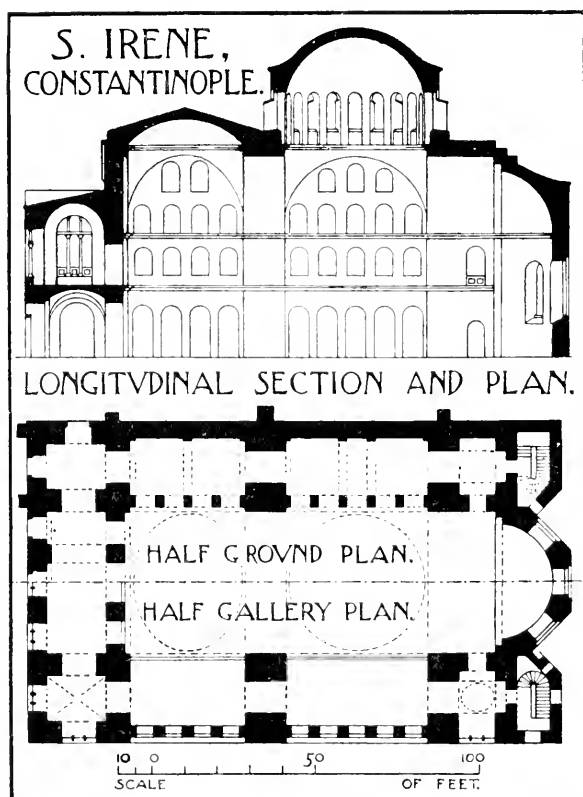 S. IRENE,
CONSTANTINOPLE.
LONGITVDINAL SECTION AND PLAN.
HALF GROVND PLAN.
HALF GALLERY PLAN.
10 5 0 50 100
SCALE OF FEET.